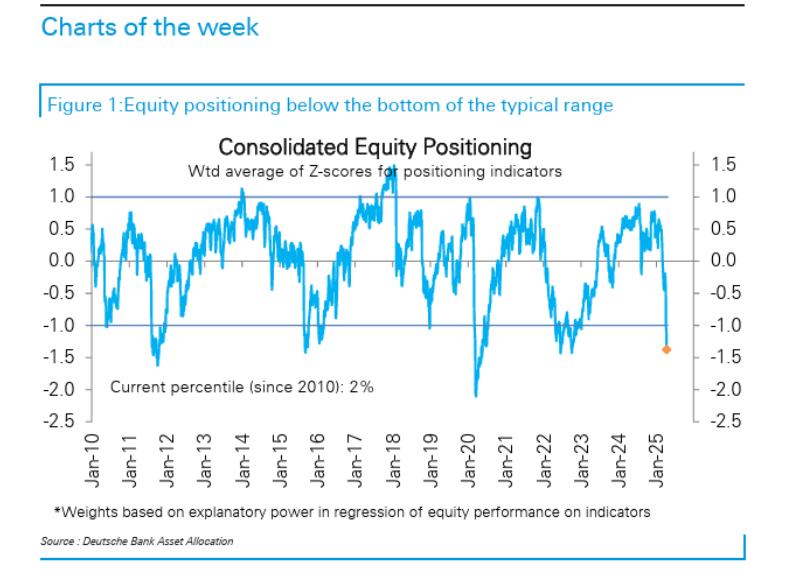 Charts of the week
Figure 1:Equity positioning below the bottom of the typical range
Consolidated Equity Positioning
Wtd average of Z-scores for positioning indicators
1.5 1.5
1.0 1.0
0.5 0.5
0.0 0.0
-0.5 -0.5
-1.0 -1.0
-1.5 -1.5
-2.0 Current percentile (since 2010): 2% -2.0
-2.5 -2.5
Jan-10 Jan-11 Jan-12 Jan-13 Jan-14 Jan-15 Jan-16 Jan-17 Jan-18 Jan-19 Jan-20 Jan-21 Jan-22 Jan-23 Jan-24 Jan-25
*Weights based on explanatory power in regression of equity performance on indicators
Source : Deutsche Bank Asset Allocation